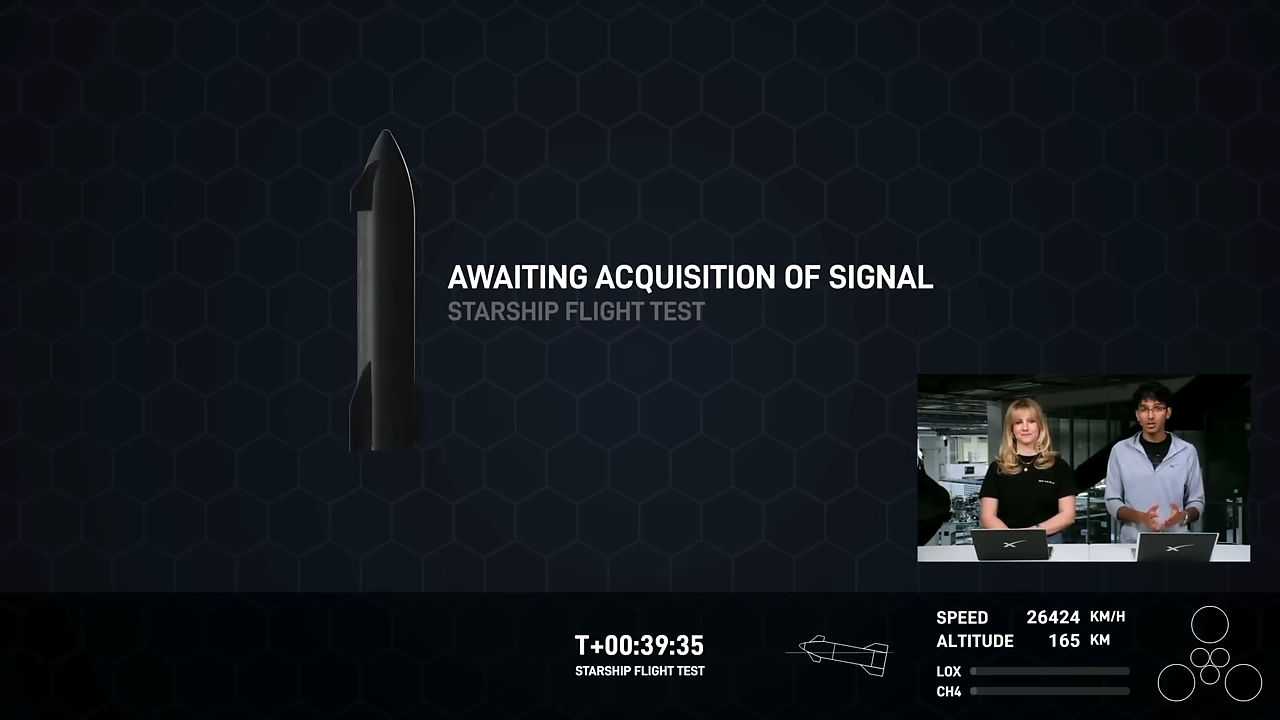 AWAITING ACQUISITION OF SIGNAL
STARSHIP FLIGHT TEST
T+00:39:35
STARSHIP FLIGHT TEST
SPEED 26424 KM/H
ALTITUDE 165 KM
LOX
CH4